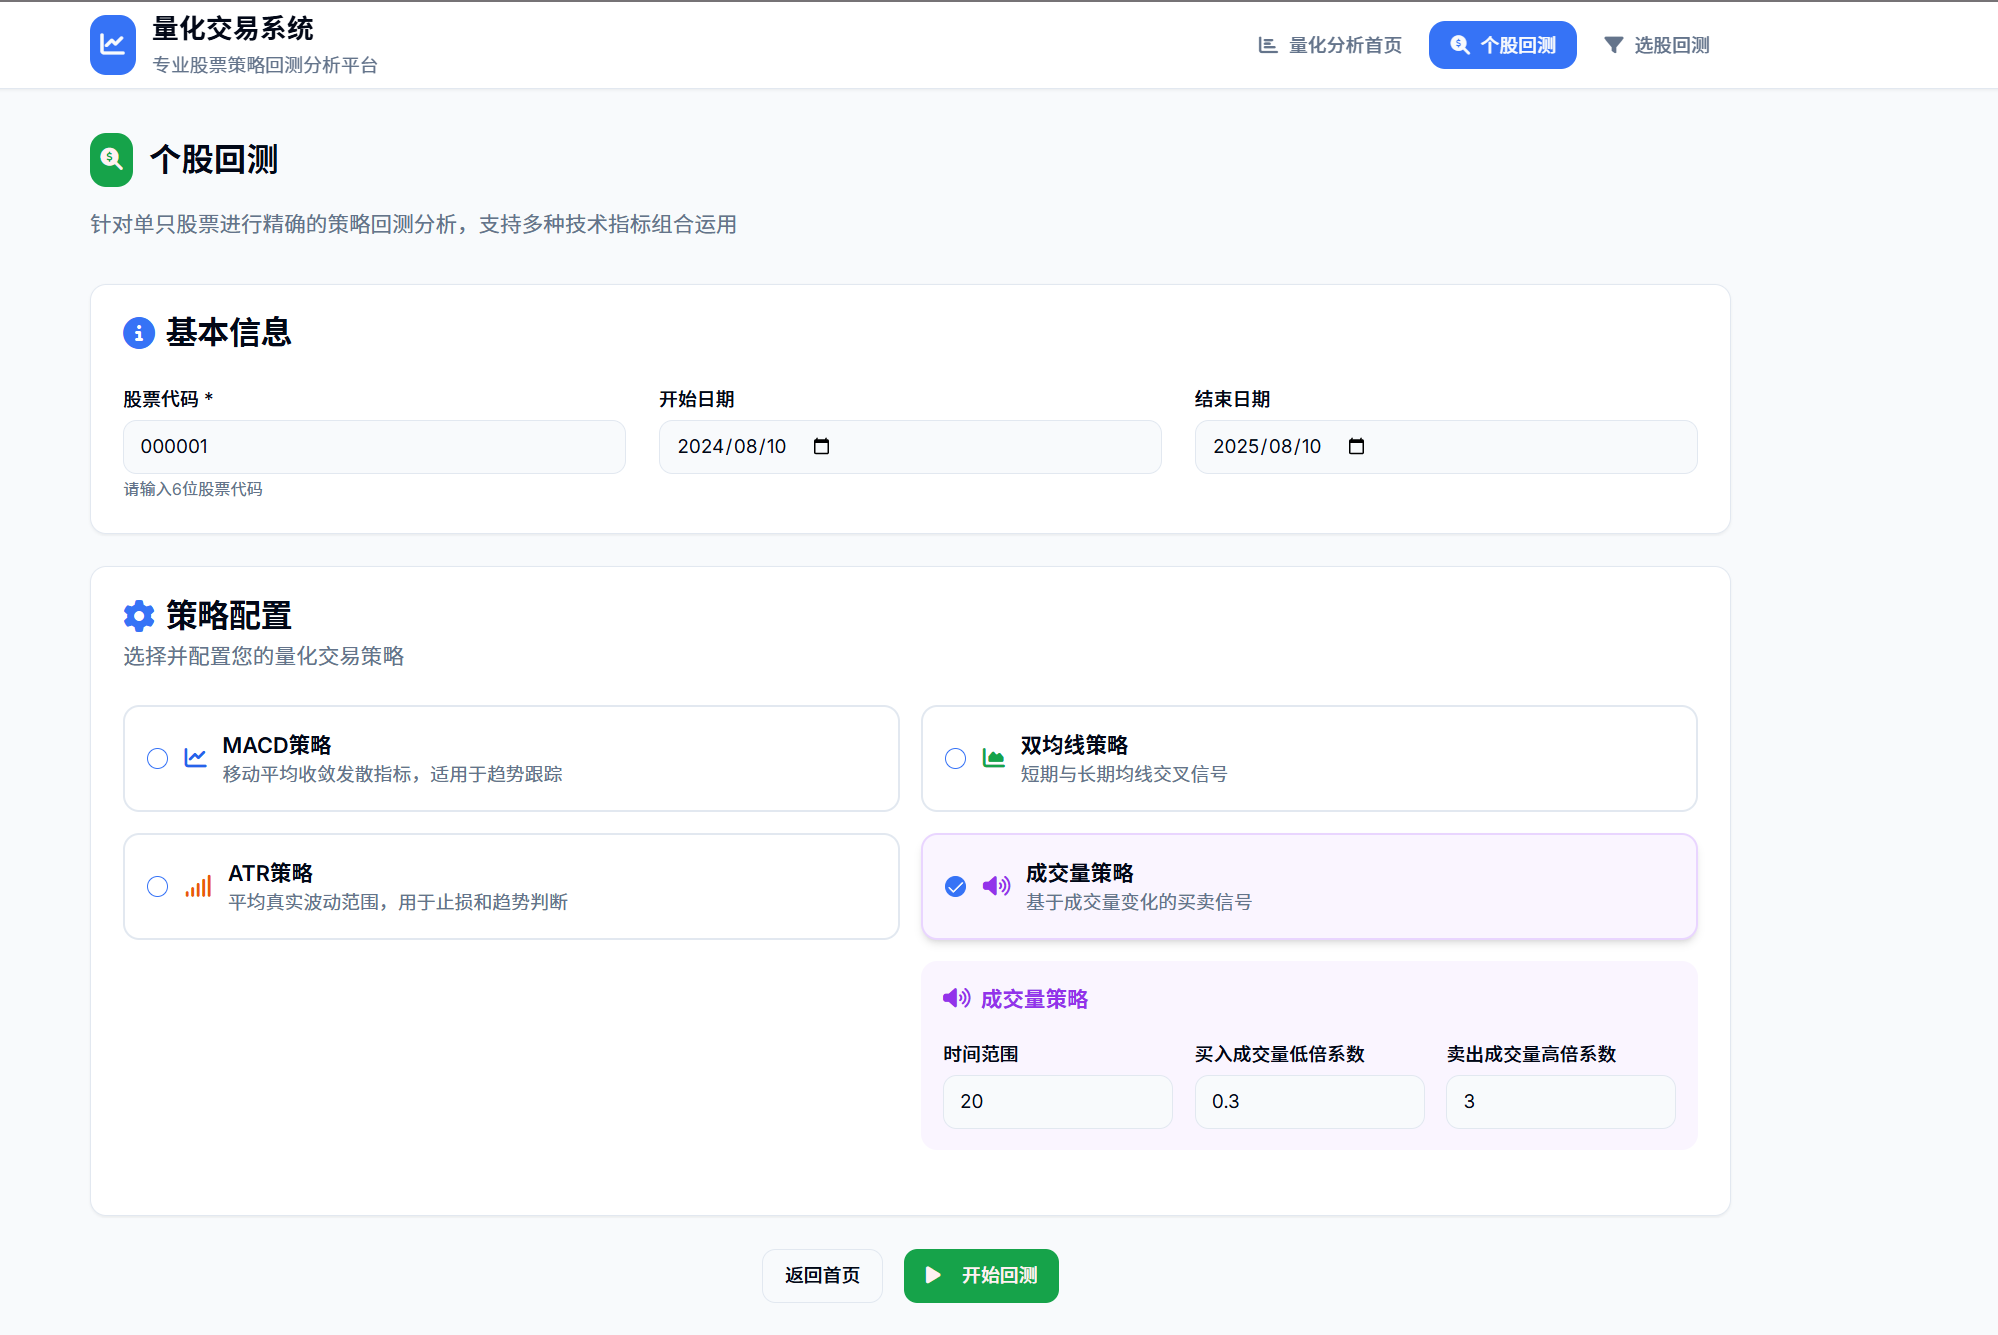 量化交易系统
专业股票策略回测分析平台
量化分析首页
个股回测
选股回测
个股回测
针对单只股票进行精确的策略回测分析，支持多种技术指标组合运用
基本信息
股票代码 *
开始日期
结束日期
000001
2024/08/10
2025/08/10
请输入6位股票代码
策略配置
选择并配置您的量化交易策略
MACD策略
移动平均收敛发散指标，适用于趋势跟踪
双均线策略
短期与长期均线交叉信号
ATR策略
平均真实波动范围，用于止损和趋势判断
成交量策略
基于成交量变化的买卖信号
成交量策略
时间范围
买入成交量低倍系数
卖出成交量高倍系数
20
0.3
3
返回首页
开始回测